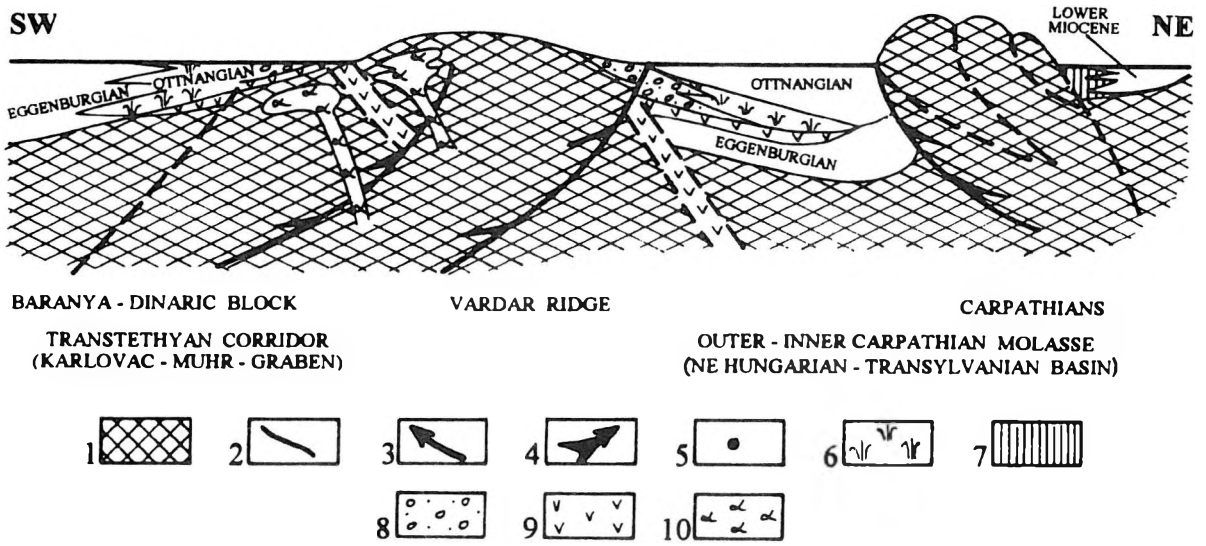 SW
LOWER
MIOCENE
NE
OTTNANGIAN
EGGENBURGIAN
OTTNANGIAN
EGGENBURGIAN
BARANYA - DINARIC BLOCK
VARDAR RIDGE
CARPATHIANS
TRANSTETHYAN CORRIDOR
(KARLOVAC - MUHR - GRABEN)
OUTER - INNER CARPATHIAN MOLASSE
(NE HUNGARIAN - TRANSYLVANIAN BASIN)
1
2
3
4
5
6
7
8
9
10